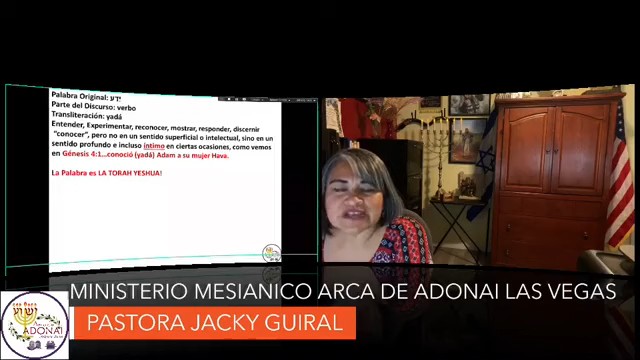 Palabra Original: יָדַע
Parte del Discurso: verbo
Transliteración: yadá
Entender, Experimentar, reconocer, mostrar, responder, discernir
"conocer", pero no en un sentido superficial o intelectual, sino en un
sentido profundo e incluso íntimo en ciertas ocasiones, como vemos
en Génesis 4:1...conoció (yadá) Adam a su mujer Hava.
La Palabra es LA TORAH YESHUA!
MINISTERIO MESIANICO ARCA DE ADONAI LAS VEGAS
PASTORA JACKY GUIRAL
ADONAI